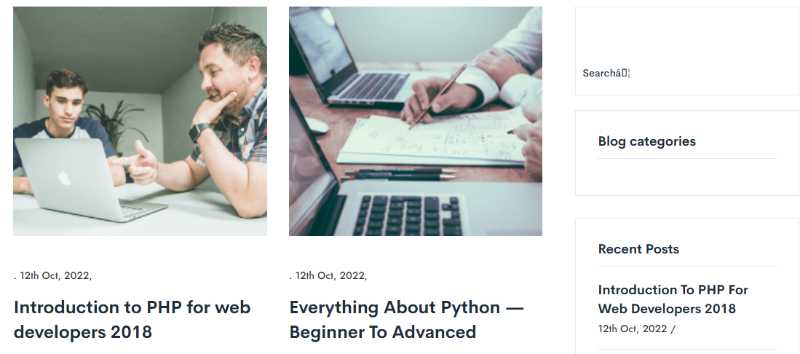 . 12th Oct, 2022,
Introduction to PHP for web
developers 2018
. 12th Oct, 2022,
Everything About Python —
Beginner To Advanced
Searchâ¦
Blog categories
Recent Posts
Introduction To PHP For
Web Developers 2018
12th Oct, 2022 /